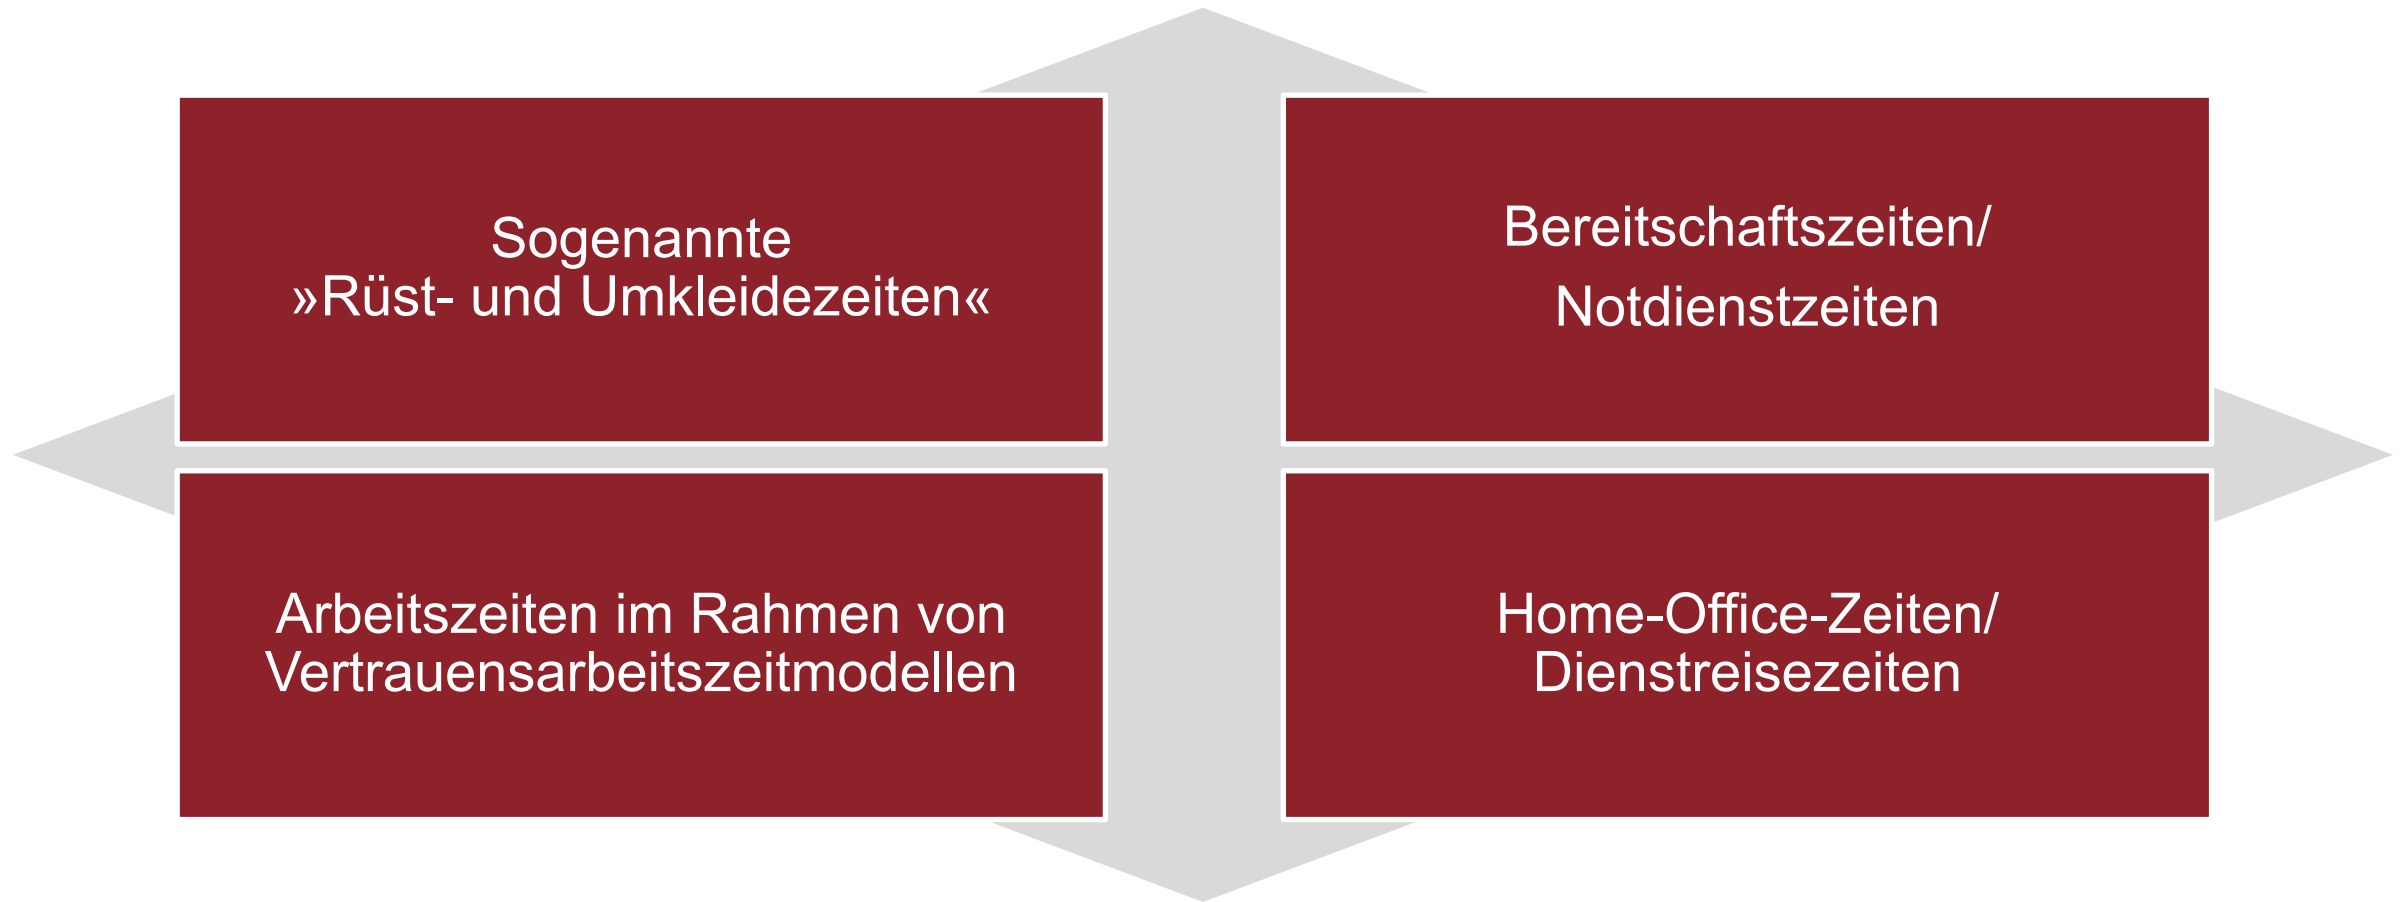 Sogenannte
»Rüst- und Umkleidezeiten«
Bereitschaftszeiten/
Notdienstzeiten
Arbeitszeiten im Rahmen von
Vertrauensarbeitszeitmodellen
Home-Office-Zeiten/
Dienstreisezeiten